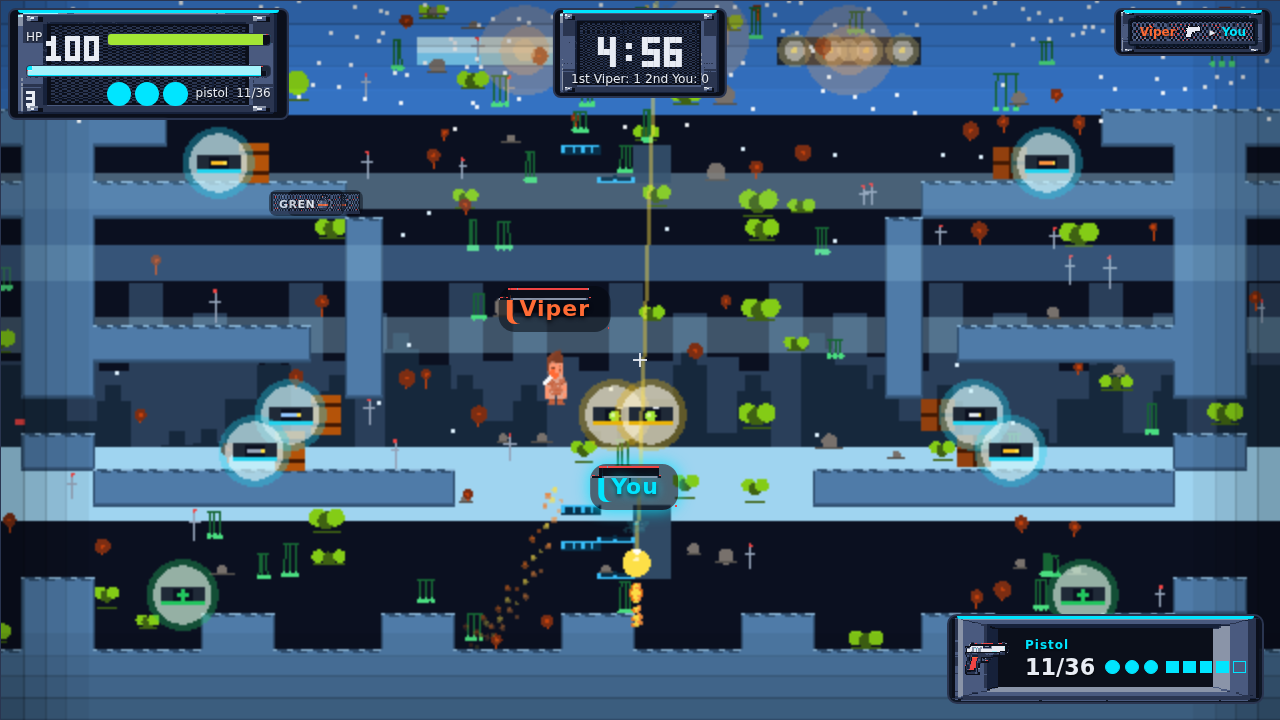 HP 100
3
pistol 11/36
4:56
1st Viper: 1 2nd You: 0
Viper ▸ You
GREN
Viper
You
Pistol
11/36